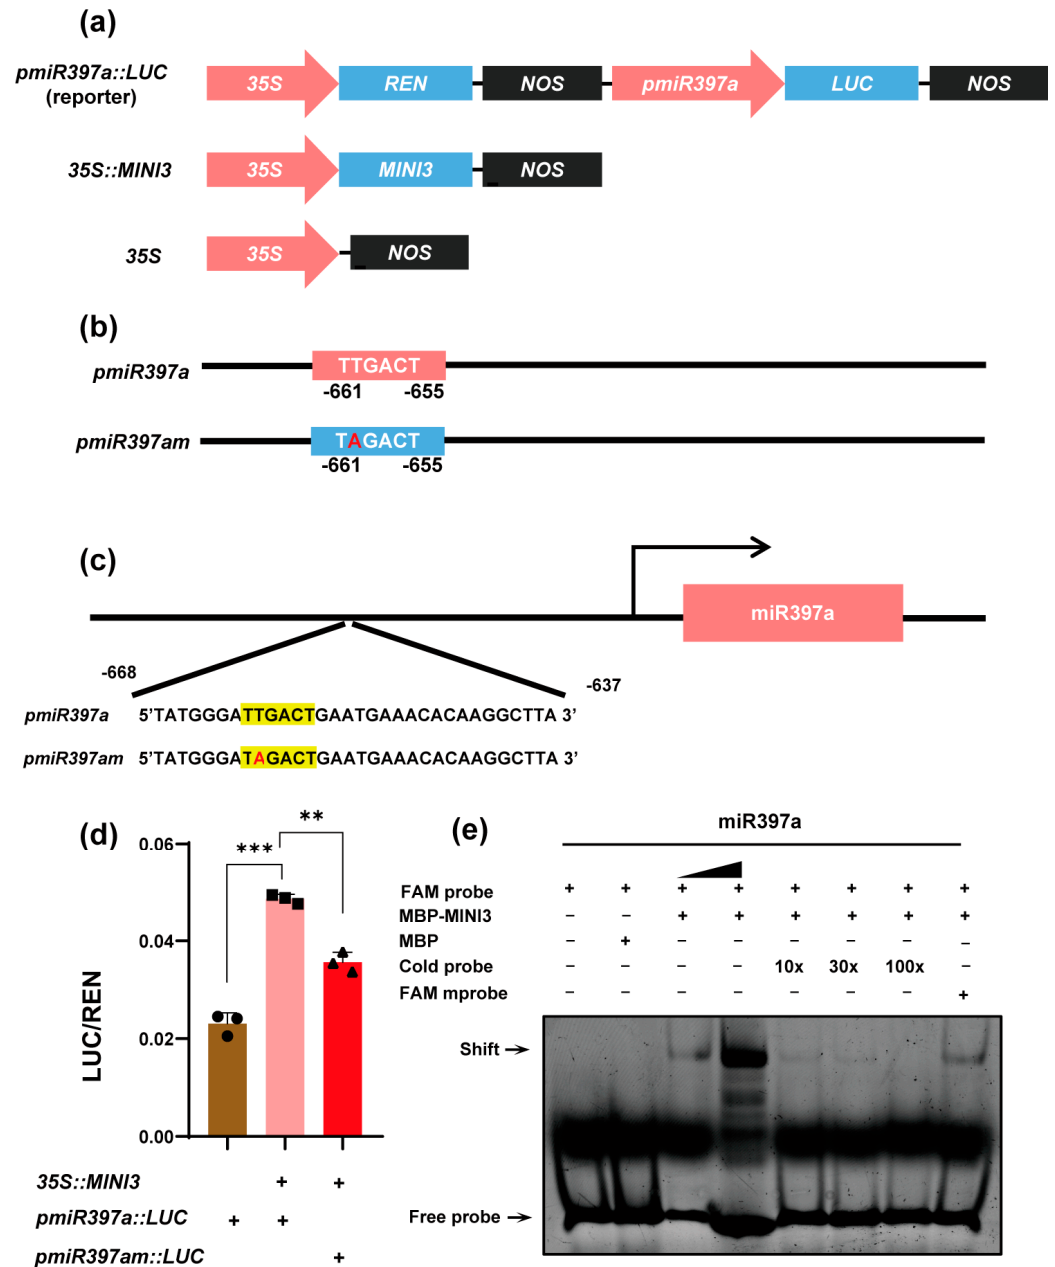 (a)
pmiR397a::LUC
(reporter)
35S REN NOS pmiR397a LUC NOS
35S::MINI3 35S MINI3 NOS
35S 35S NOS
(b)
pmiR397a TTGACT
-661 -655
pmiR397am TAGACT
-661 -655
(c)
miR397a
-668 -637
pmiR397a 5’TATGGGATTGACTGAATGAAACACAAGGCTTA 3’
pmiR397am 5’TATGGGATAGACTGAATGAAACACAAGGCTTA 3’
(d)
LUC/REN
0.06
0.04
0.02
0.00
*** **
35S::MINI3 + +
pmiR397a::LUC + +
pmiR397am::LUC +
(e)
miR397a
FAM probe + + + + + + + +
MBP-MINI3 – – + + + + + +
MBP – + – – – – – –
Cold probe – – – – 10x 30x 100x –
FAM mprobe – – – – – – – +
Shift →
Free probe →